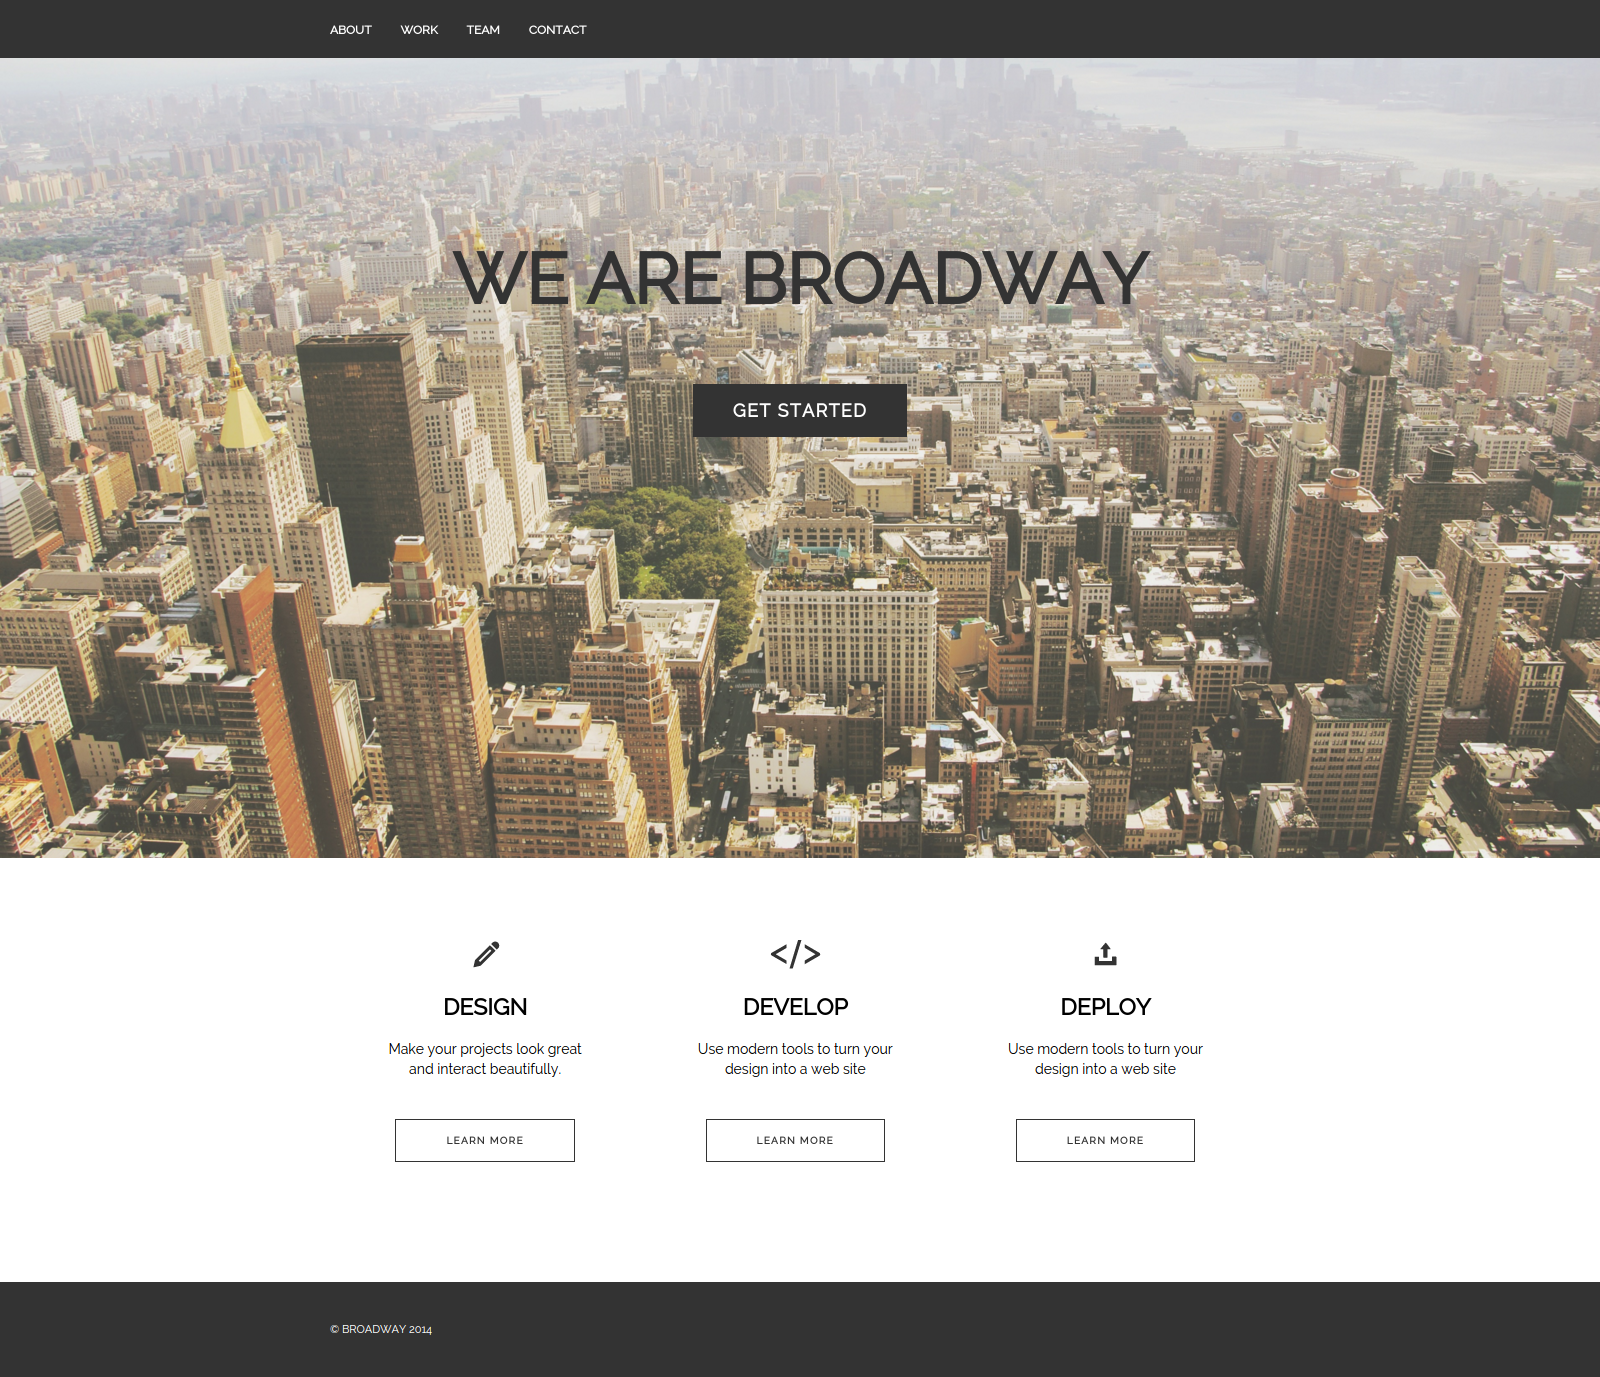 ABOUT WORK TEAM CONTACT
WE ARE BROADWAY
GET STARTED
</>
DESIGN
Make your projects look great
and interact beautifully.
LEARN MORE
DEVELOP
Use modern tools to turn your
design into a web site
LEARN MORE
DEPLOY
Use modern tools to turn your
design into a web site
LEARN MORE
© BROADWAY 2014